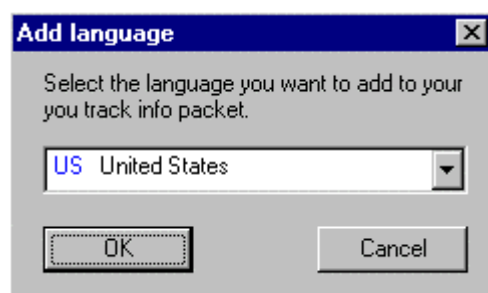 Add language
Select the language you want to add to your
you track info packet.
US United States
OK
Cancel